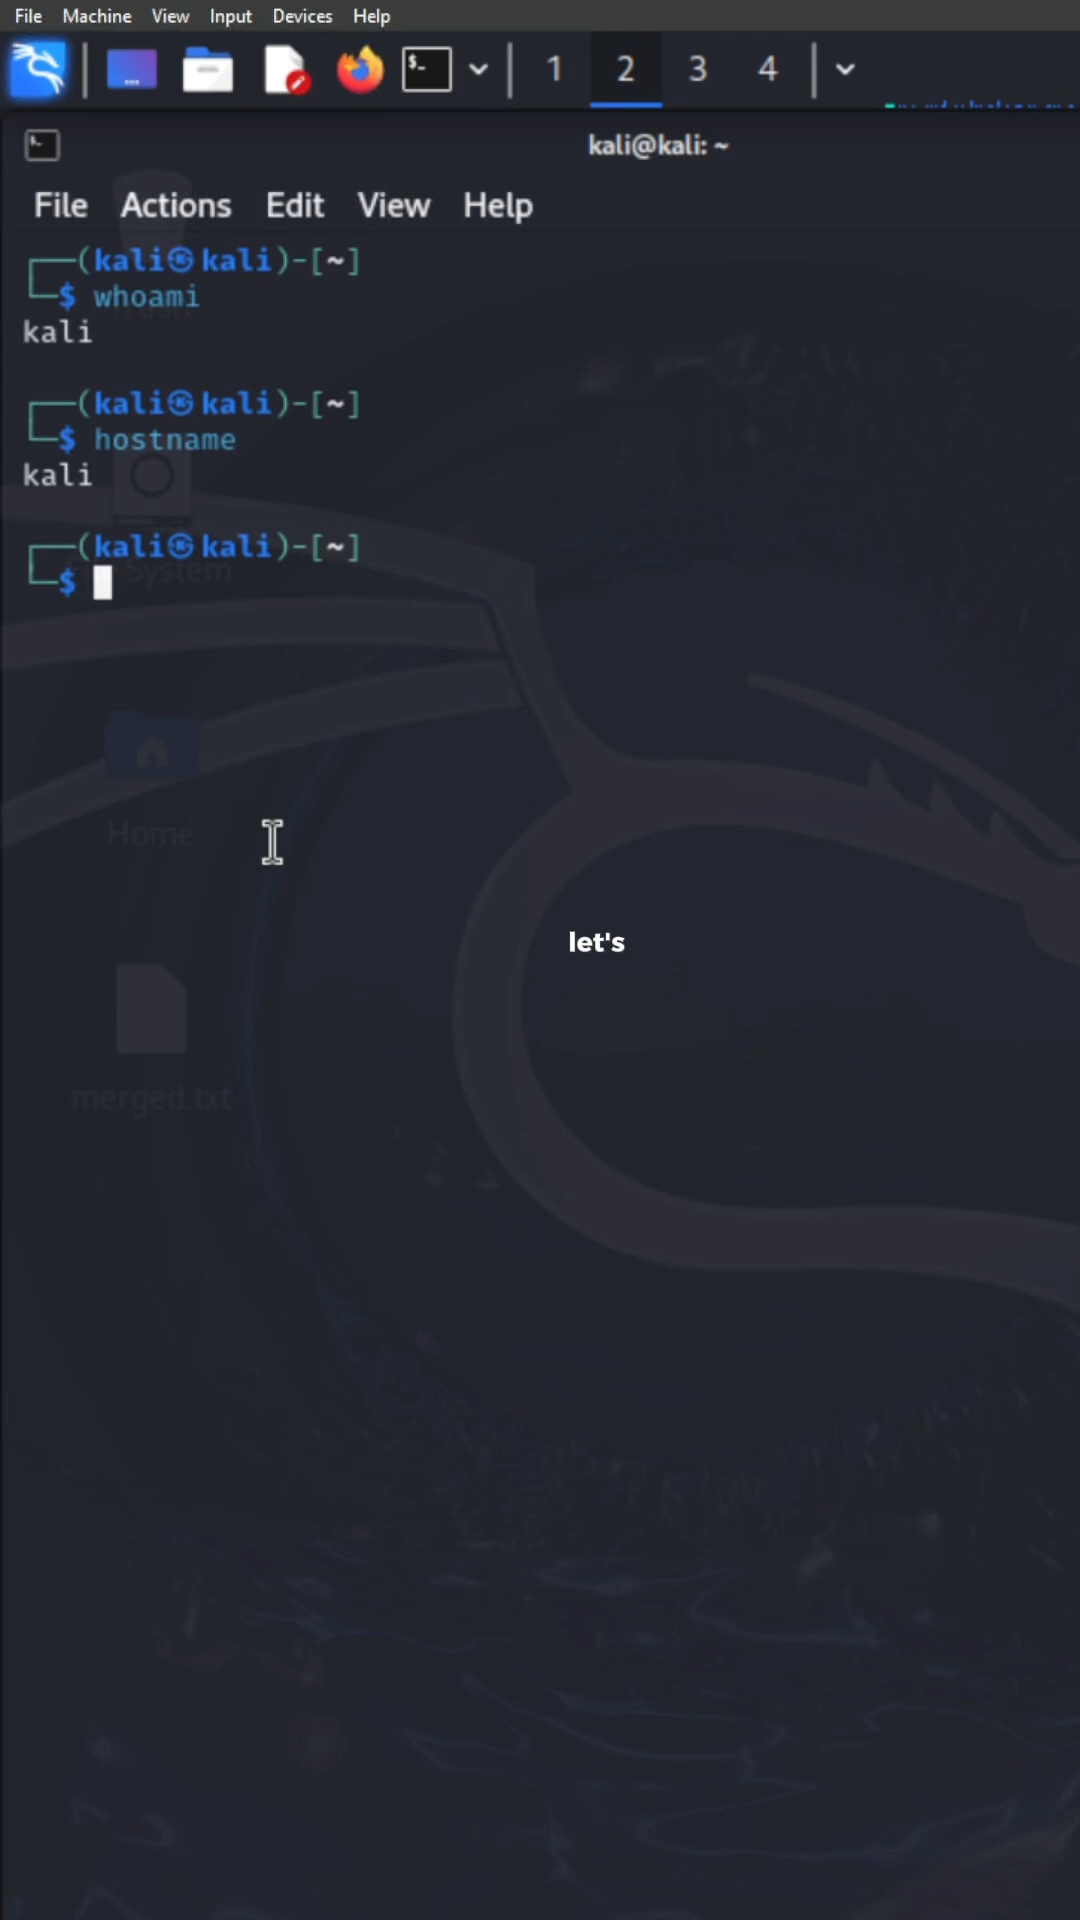 File Machine View Input Devices Help
1 2 3 4
kali@kali: ~
File Actions Edit View Help
(kali㉿kali)-[~]
$ whoami
kali
(kali㉿kali)-[~]
$ hostname
kali
(kali㉿kali)-[~]
$
System
Home
let's
merged.txt